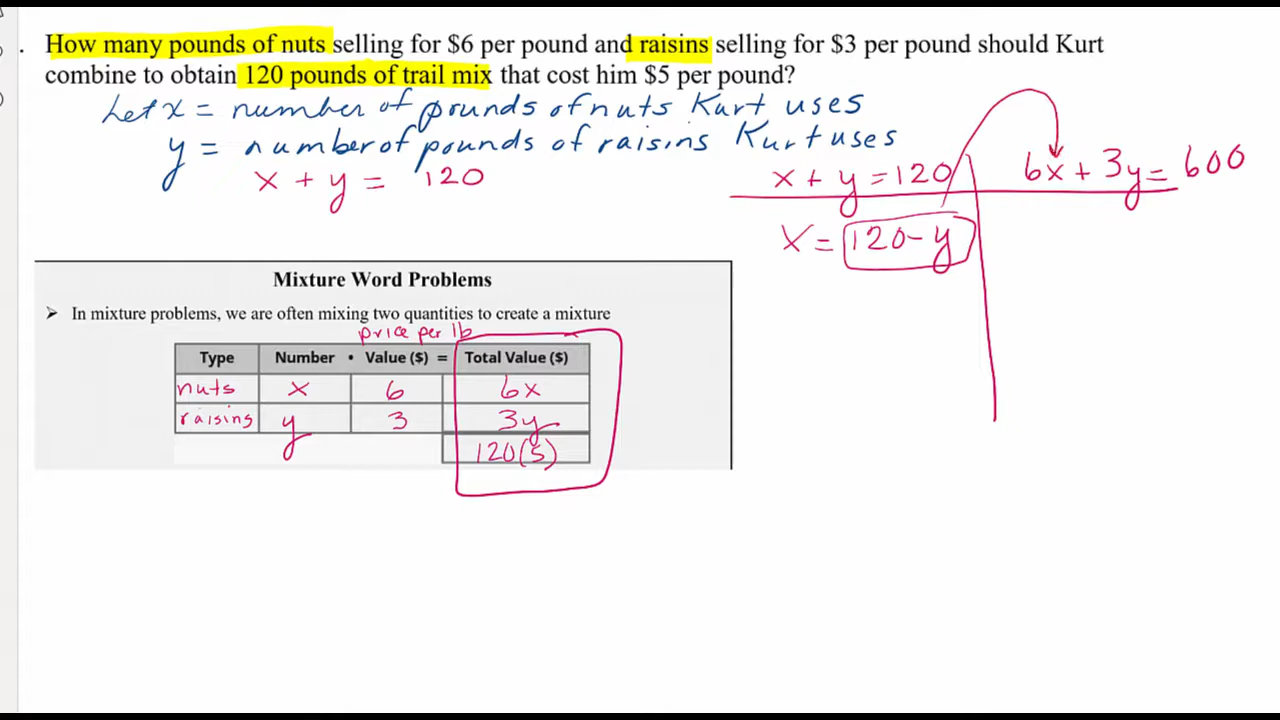 . How many pounds of nuts selling for $6 per pound and raisins selling for $3 per pound should Kurt
combine to obtain 120 pounds of trail mix that cost him $5 per pound?
Let x = number of pounds of nuts Kurt uses
y = number of pounds of raisins Kurt uses
x + y = 120
x + y = 120
6x + 3y = 600
x = 120 - y
Mixture Word Problems
➢ In mixture problems, we are often mixing two quantities to create a mixture
price per lb
Type Number • Value ($) = Total Value ($)
nuts x 6 6x
raising y 3 3y
120(5)